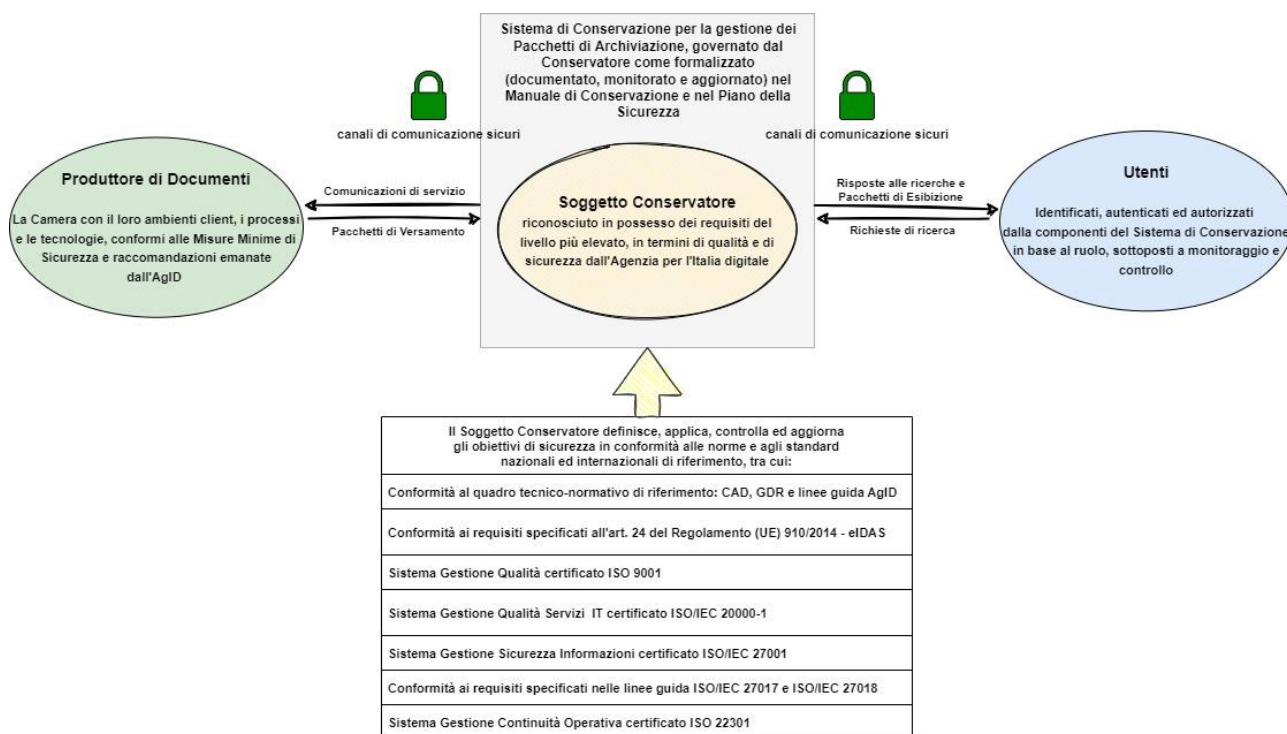 Sistema di Conservazione per la gestione dei
Pacchetti di Archiviazione, governato dal
Conservatore come formalizzato
(documentato, monitorato e aggiornato) nel
Manuale di Conservazione e nel Piano della
Sicurezza
canali di comunicazione sicuri
canali di comunicazione sicuri
Produttore di Documenti
La Camera con il loro ambienti client, i processi
e le tecnologie, conformi alle Misure Minime di
Sicurezza e raccomandazioni emanate
dall'AgID
Comunicazioni di servizio
Pacchetti di Versamento
Soggetto Conservatore
riconosciuto in possesso dei requisiti del
livello più elevato, in termini di qualità e di
sicurezza dall'Agenzia per l'Italia digitale
Risposte alle ricerche e
Pacchetti di Esibizione
Richieste di ricerca
Utenti
Identificati, autenticati ed autorizzati
dalla componenti del Sistema di Conservazione
in base al ruolo, sottoposti a monitoraggio e
controllo
Il Soggetto Conservatore definisce, applica, controlla ed aggiorna
gli obiettivi di sicurezza in conformità alle norme e agli standard
nazionali ed internazionali di riferimento, tra cui:
Conformità al quadro tecnico-normativo di riferimento: CAD, GDR e linee guida AgID
Conformità ai requisiti specificati all'art. 24 del Regolamento (UE) 910/2014 - eIDAS
Sistema Gestione Qualità certificato ISO 9001
Sistema Gestione Qualità Servizi IT certificato ISO/IEC 20000-1
Sistema Gestione Sicurezza Informazioni certificato ISO/IEC 27001
Conformità ai requisiti specificati nelle linee guida ISO/IEC 27017 e ISO/IEC 27018
Sistema Gestione Continuità Operativa certificato ISO 22301